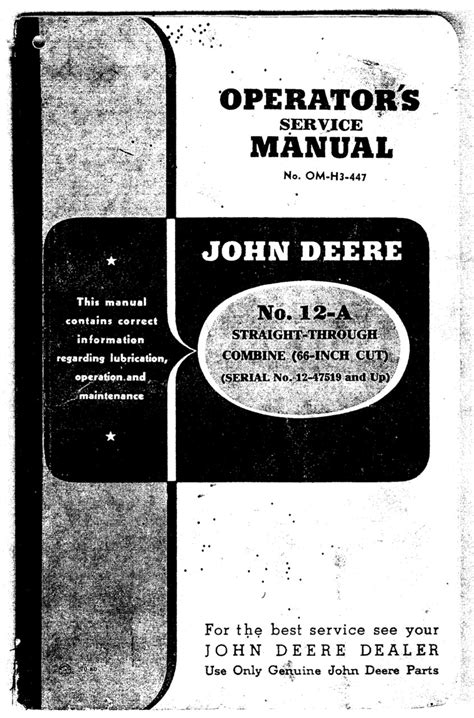 OPERATOR'S
SERVICE
MANUAL
No. OM-H3-447
JOHN DEERE
No. 12-A
STRAIGHT-THROUGH
COMBINE (66-INCH CUT)
(SERIAL No. 12-47519 and Up)
This manual
contains correct
information
regarding lubrication,
operation and
maintenance
For the best service see your
JOHN DEERE DEALER
Use Only Genuine John Deere Parts